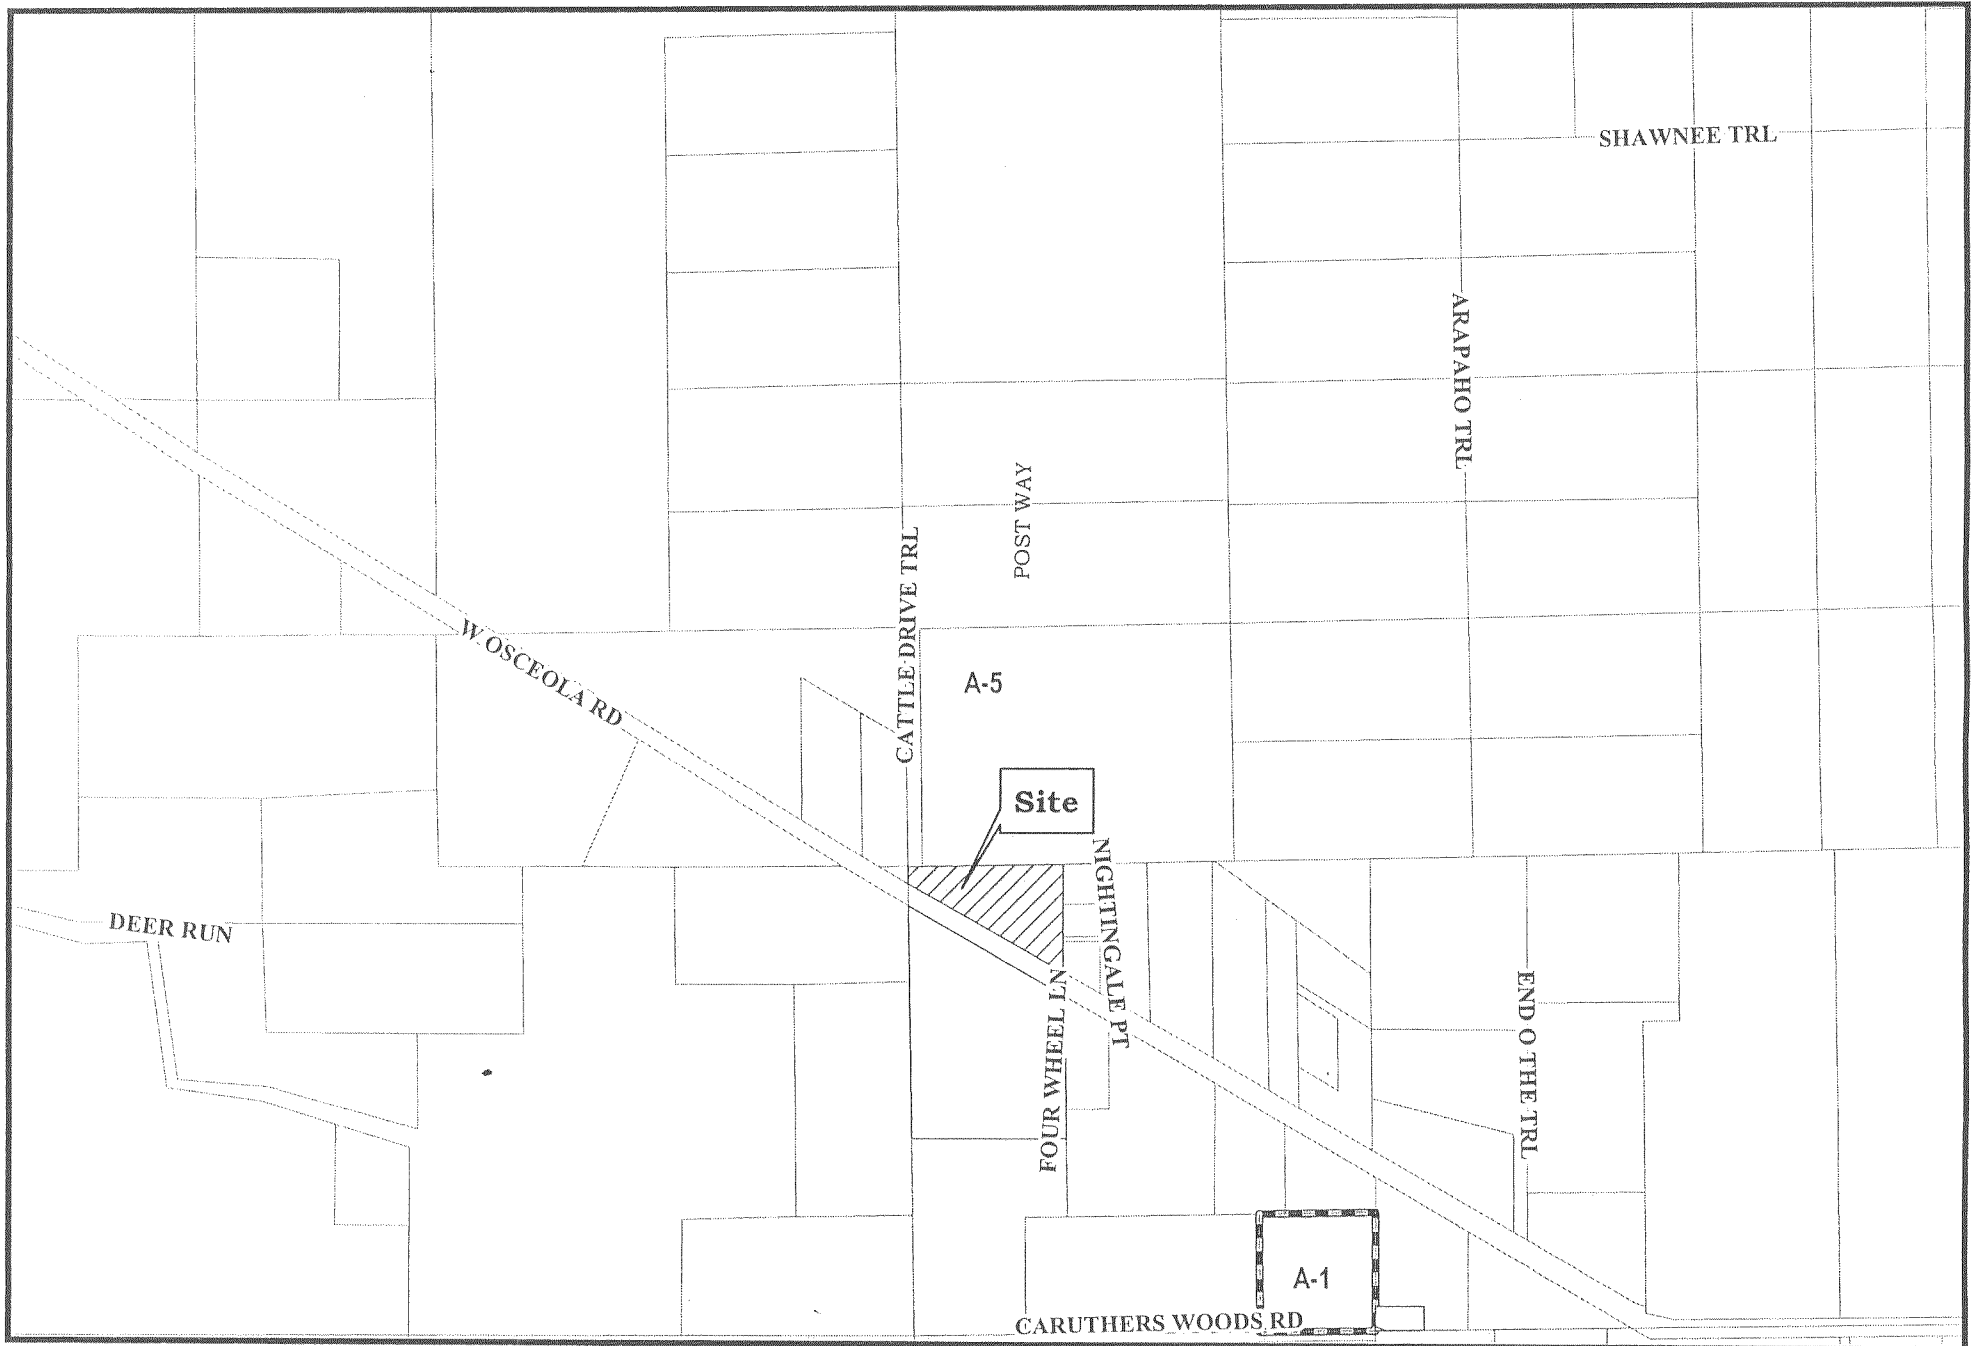 SHAWNEE TRL
ARAPAHO TRL
POST WAY
CATTLE DRIVE TRL
W OSCEOLA RD
A-5
Site
NIGHTINGALE PT
DEER RUN
FOUR WHEEL LN
END O THE TRL
A-1
CARUTHERS WOODS RD